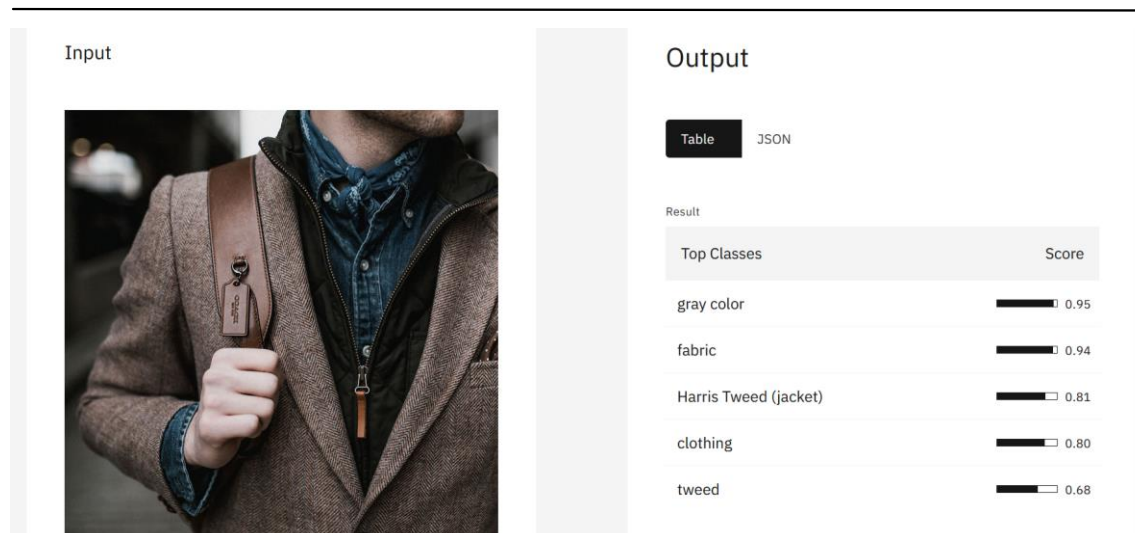 Input
Output
Table JSON
Result
Top Classes Score
gray color 0.95
fabric 0.94
Harris Tweed (jacket) 0.81
clothing 0.80
tweed 0.68